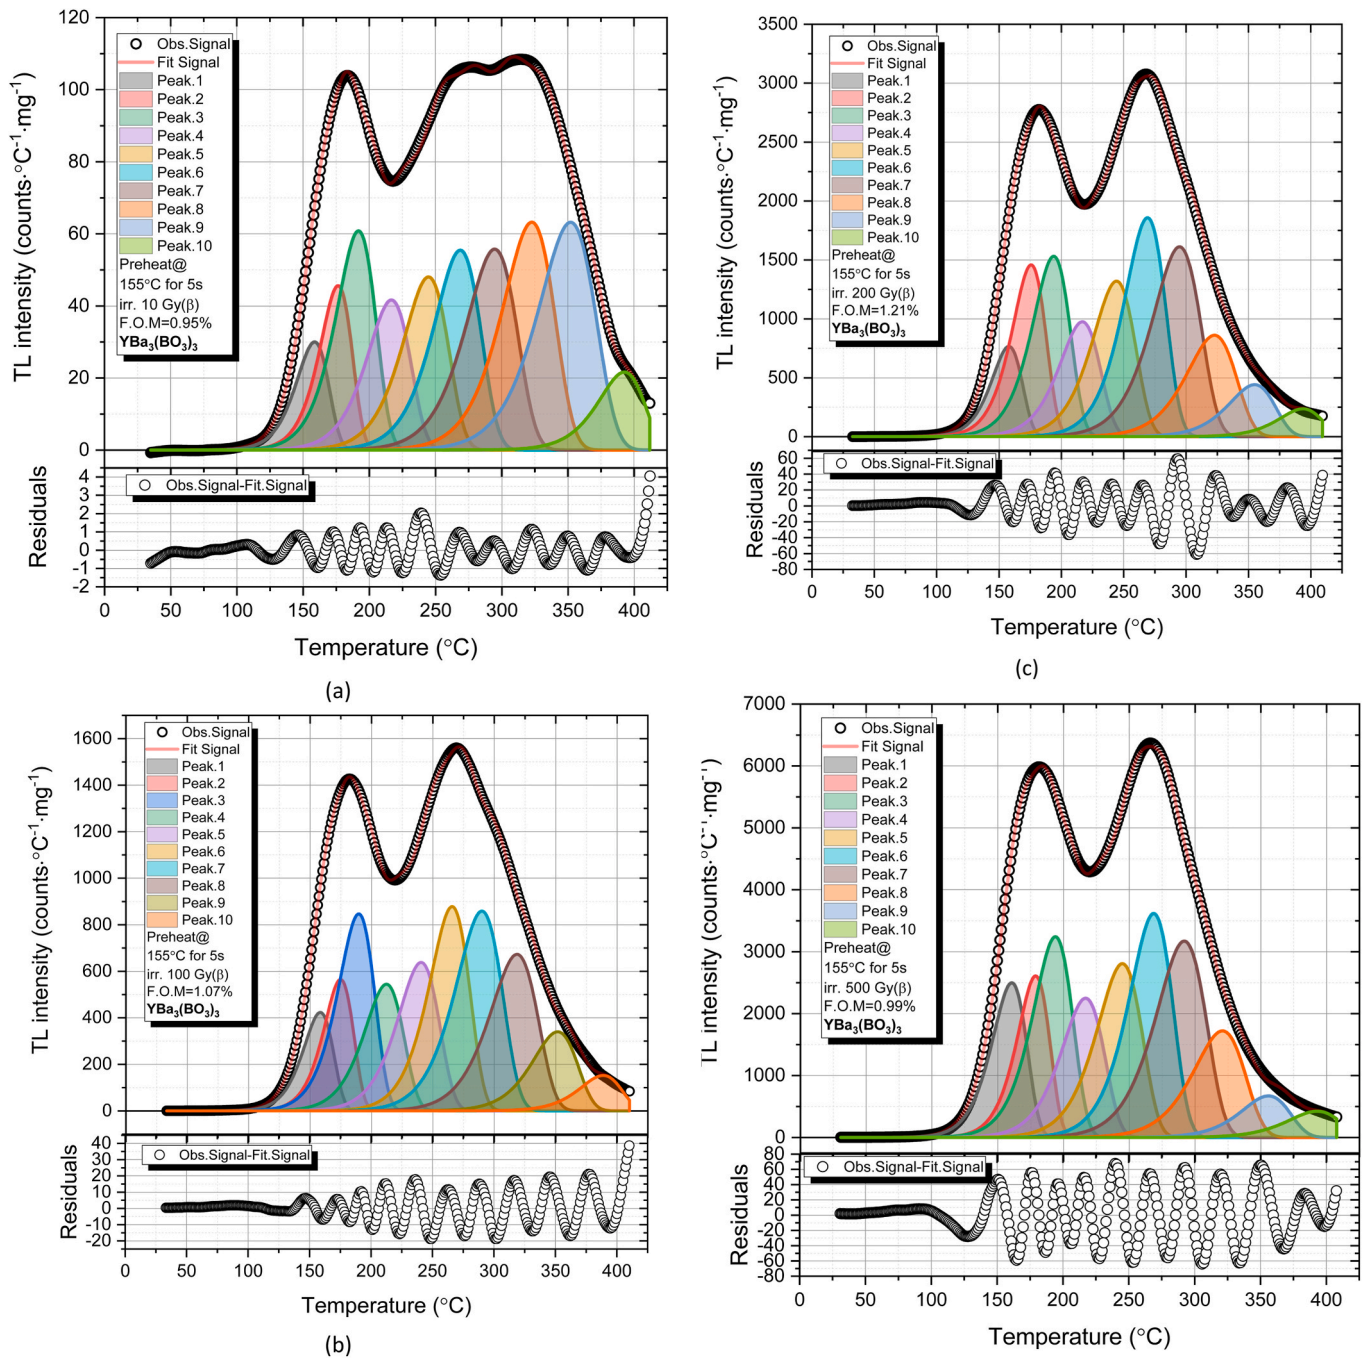 120
100
80
60
40
20
0
TL intensity (counts·°C⁻¹·mg⁻¹)
Obs.Signal
Fit Signal
Peak.1
Peak.2
Peak.3
Peak.4
Peak.5
Peak.6
Peak.7
Peak.8
Peak.9
Peak.10
Preheat@
155°C for 5s
irr. 10 Gy(β)
F.O.M=0.95%
YBa₃(BO₃)₃
4
3
2
1
0
-1
-2
Residuals
Obs.Signal-Fit.Signal
0 50 100 150 200 250 300 350 400
Temperature (°C)
(a)
3500
3000
2500
2000
1500
1000
500
0
TL intensity (counts·°C⁻¹·mg⁻¹)
Obs.Signal
Fit Signal
Peak.1
Peak.2
Peak.3
Peak.4
Peak.5
Peak.6
Peak.7
Peak.8
Peak.9
Peak.10
Preheat@
155°C for 5s
irr. 200 Gy(β)
F.O.M=1.21%
YBa₃(BO₃)₃
60
40
20
0
-20
-40
-60
-80
Residuals
Obs.Signal-Fit.Signal
0 50 100 150 200 250 300 350 400
Temperature (°C)
(c)
1600
1400
1200
1000
800
600
400
200
0
TL intensity (counts·°C⁻¹·mg⁻¹)
Obs.Signal
Fit Signal
Peak.1
Peak.2
Peak.3
Peak.4
Peak.5
Peak.6
Peak.7
Peak.8
Peak.9
Peak.10
Preheat@
155°C for 5s
irr. 100 Gy(β)
F.O.M=1.07%
YBa₃(BO₃)₃
40
30
20
10
0
-10
-20
Residuals
Obs.Signal-Fit.Signal
0 50 100 150 200 250 300 350 400
Temperature (°C)
(b)
7000
6000
5000
4000
3000
2000
1000
0
TL intensity (counts·°C⁻¹·mg⁻¹)
Obs.Signal
Fit Signal
Peak.1
Peak.2
Peak.3
Peak.4
Peak.5
Peak.6
Peak.7
Peak.8
Peak.9
Peak.10
Preheat@
155°C for 5s
irr. 500 Gy(β)
F.O.M=0.99%
YBa₃(BO₃)₃
80
60
40
20
0
-20
-40
-60
-80
Residuals
Obs.Signal-Fit.Signal
0 50 100 150 200 250 300 350 400
Temperature (°C)